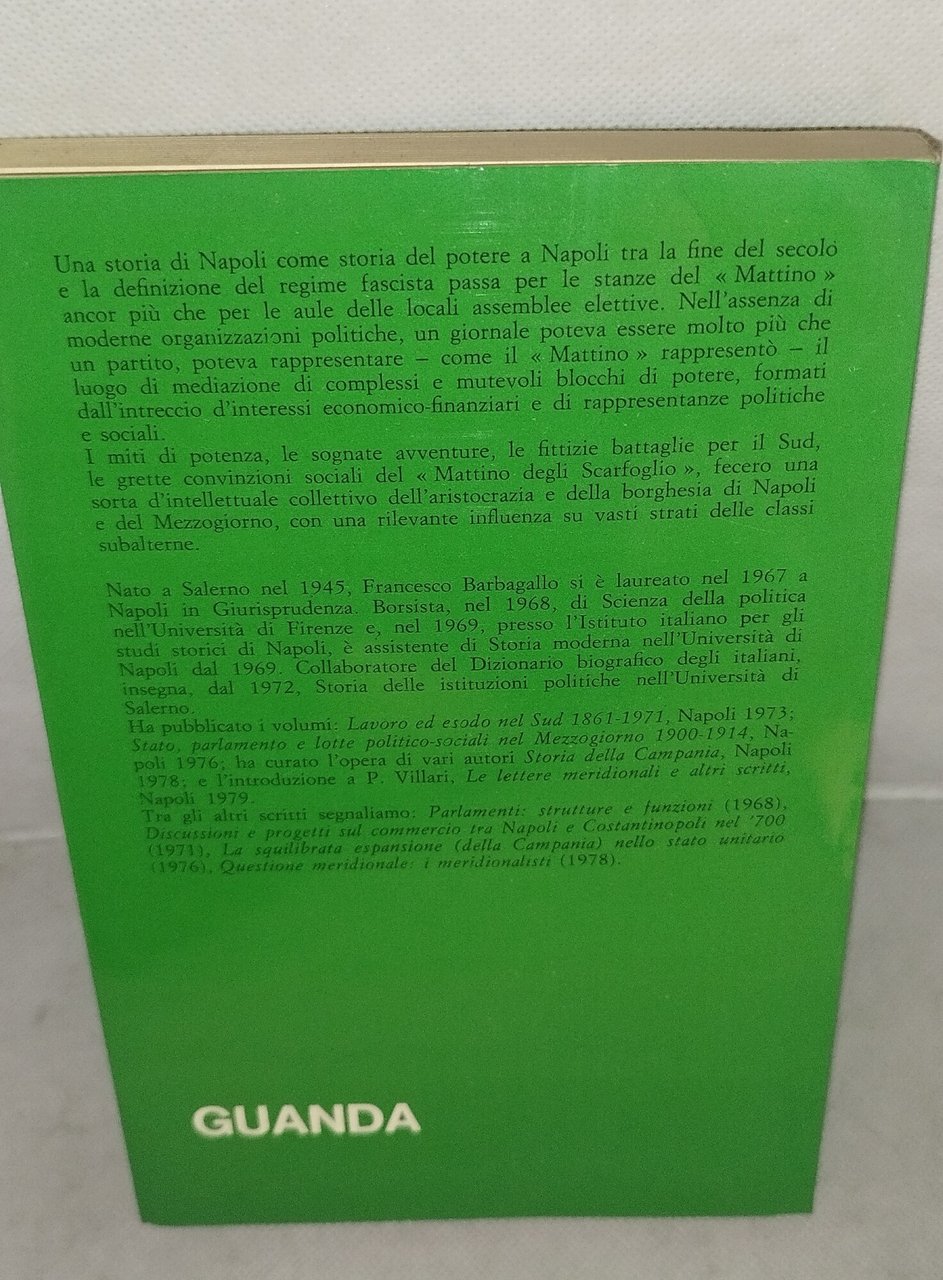 Una storia di Napoli come storia del potere a Napoli tra la fine del secolo
e la definizione del regime fascista passa per le stanze del « Mattino »
ancor più che per le aule delle locali assemblee elettive. Nell'assenza di
moderne organizzazioni politiche, un giornale poteva essere molto più che
un partito, poteva rappresentare – come il « Mattino » rappresentò – il
luogo di mediazione di complessi e mutevoli blocchi di potere, formati
dall'intreccio d'interessi economico-finanziari e di rappresentanze politiche
e sociali.
I miti di potenza, le sognate avventure, le fittizie battaglie per il Sud,
le grette convinzioni sociali del « Mattino degli Scarfoglio », fecero una
sorta d'intellettuale collettivo dell'aristocrazia e della borghesia di Napoli
e del Mezzogiorno, con una rilevante influenza su vasti strati delle classi
subalterne.
Nato a Salerno nel 1945, Francesco Barbagallo si è laureato nel 1967 a
Napoli in Giurisprudenza. Borsista, nel 1968, di Scienza della politica
nell'Università di Firenze e, nel 1969, presso l'Istituto italiano per gli
studi storici di Napoli, è assistente di Storia moderna nell'Università di
Napoli dal 1969. Collaboratore del Dizionario biografico degli italiani,
insegna, dal 1972, Storia delle istituzioni politiche nell'Università di
Salerno.
Ha pubblicato i volumi: Lavoro ed esodo nel Sud 1861-1971, Napoli 1973;
Stato, parlamento e lotte politico-sociali nel Mezzogiorno 1900-1914, Na-
poli 1976; ha curato l'opera di vari autori Storia della Campania, Napoli
1978; e l'introduzione a P. Villari, Le lettere meridionali e altri scritti,
Napoli 1979.
Tra gli altri scritti segnaliamo: Parlamenti: strutture e funzioni (1968),
Discussioni e progetti sul commercio tra Napoli e Costantinopoli nel '700
(1971), La squilibrata espansione (della Campania) nello stato unitario
(1976), Questione meridionale: i meridionalisti (1978).
GUANDA